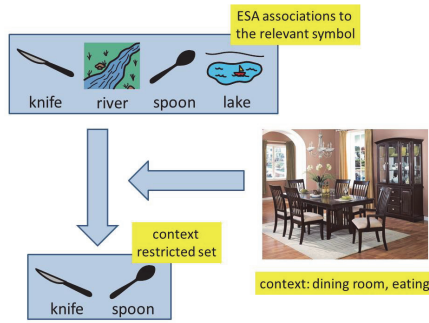 ESA associations to
the relevant symbol
knife river spoon lake
context
restricted set
knife spoon
context: dining room, eating